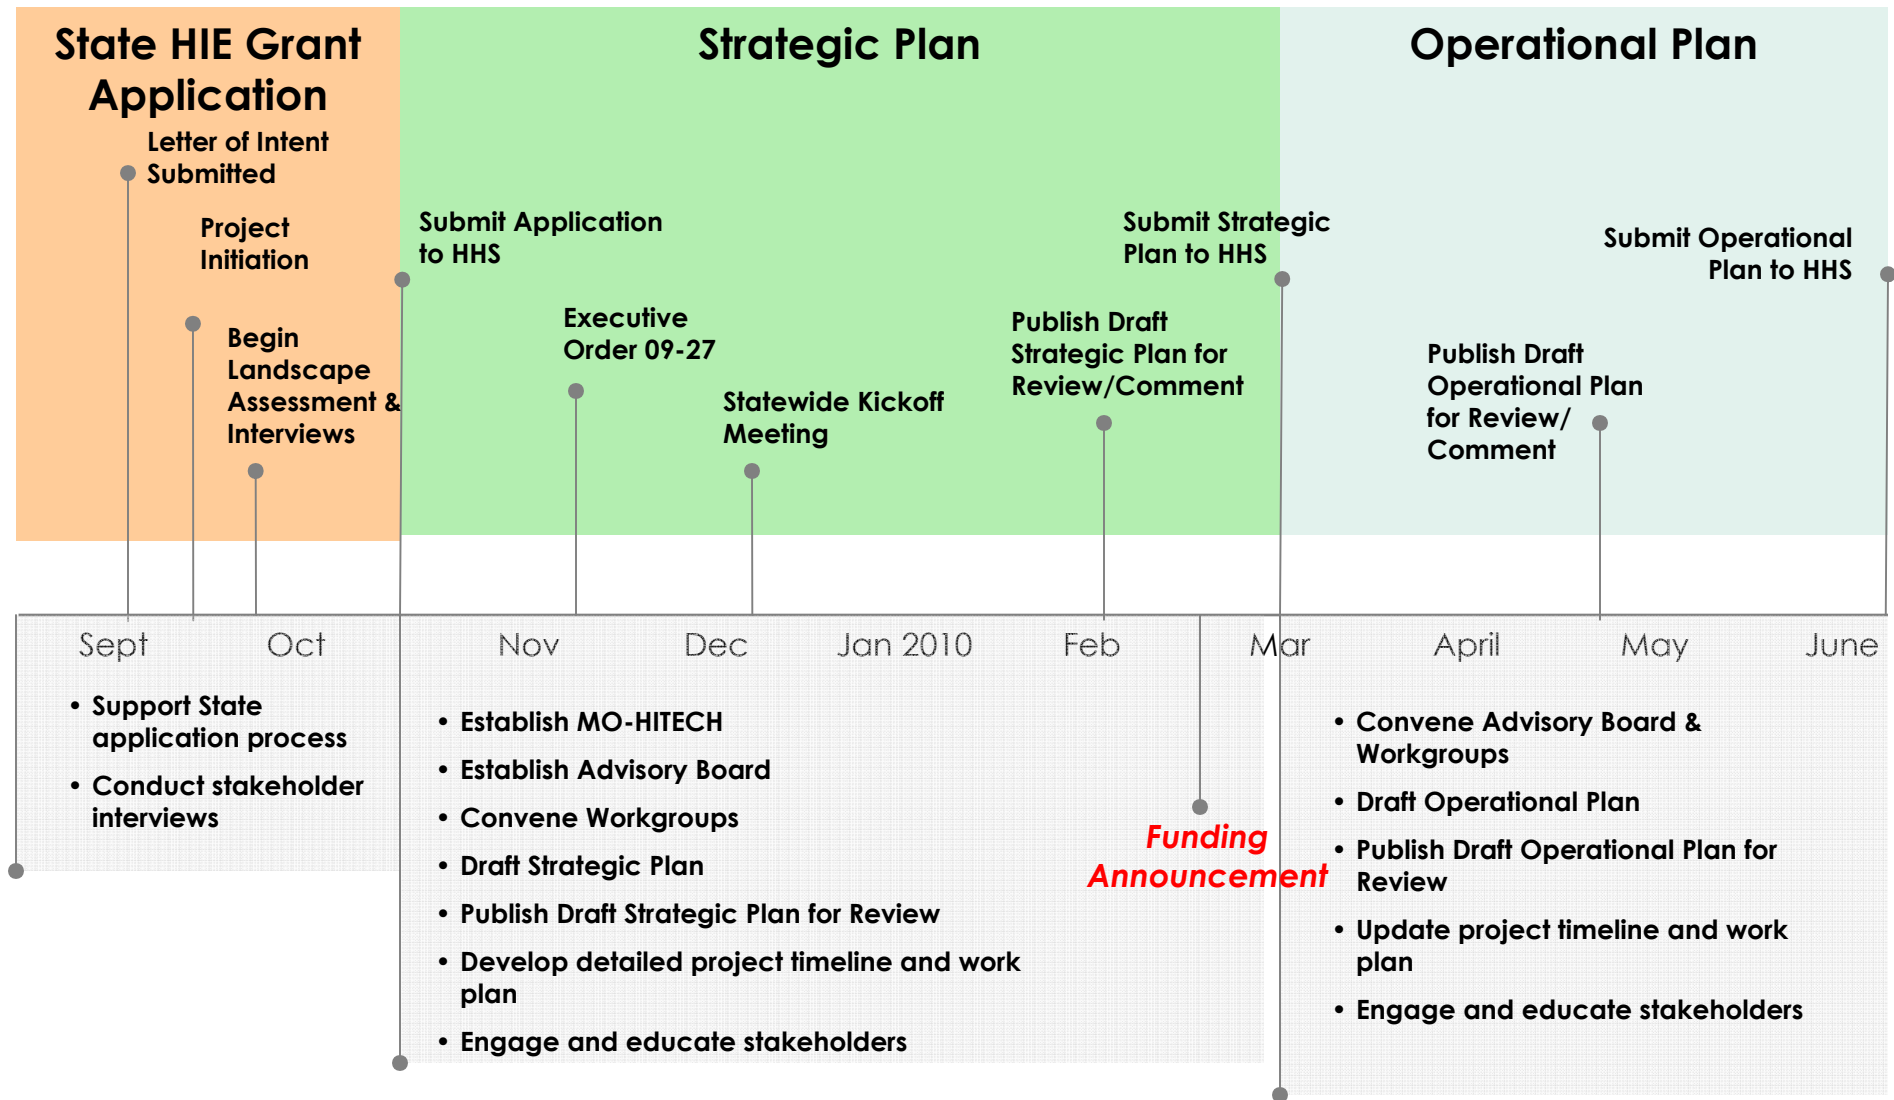 State HIE Grant
Application
Strategic Plan
Operational Plan
Letter of Intent
Submitted
Project
Initiation
Begin
Landscape
Assessment &
Interviews
Submit Application
to HHS
Executive
Order 09-27
Statewide Kickoff
Meeting
Publish Draft
Strategic Plan for
Review/Comment
Submit Strategic
Plan to HHS
Publish Draft
Operational Plan
for Review/
Comment
Submit Operational
Plan to HHS
Sept Oct Nov Dec Jan 2010 Feb Mar April May June
• Support State
application process
• Conduct stakeholder
interviews
• Establish MO-HITECH
• Establish Advisory Board
• Convene Workgroups
• Draft Strategic Plan
• Publish Draft Strategic Plan for Review
• Develop detailed project timeline and work
plan
• Engage and educate stakeholders
Funding
Announcement
• Convene Advisory Board &
Workgroups
• Draft Operational Plan
• Publish Draft Operational Plan for
Review
• Update project timeline and work
plan
• Engage and educate stakeholders